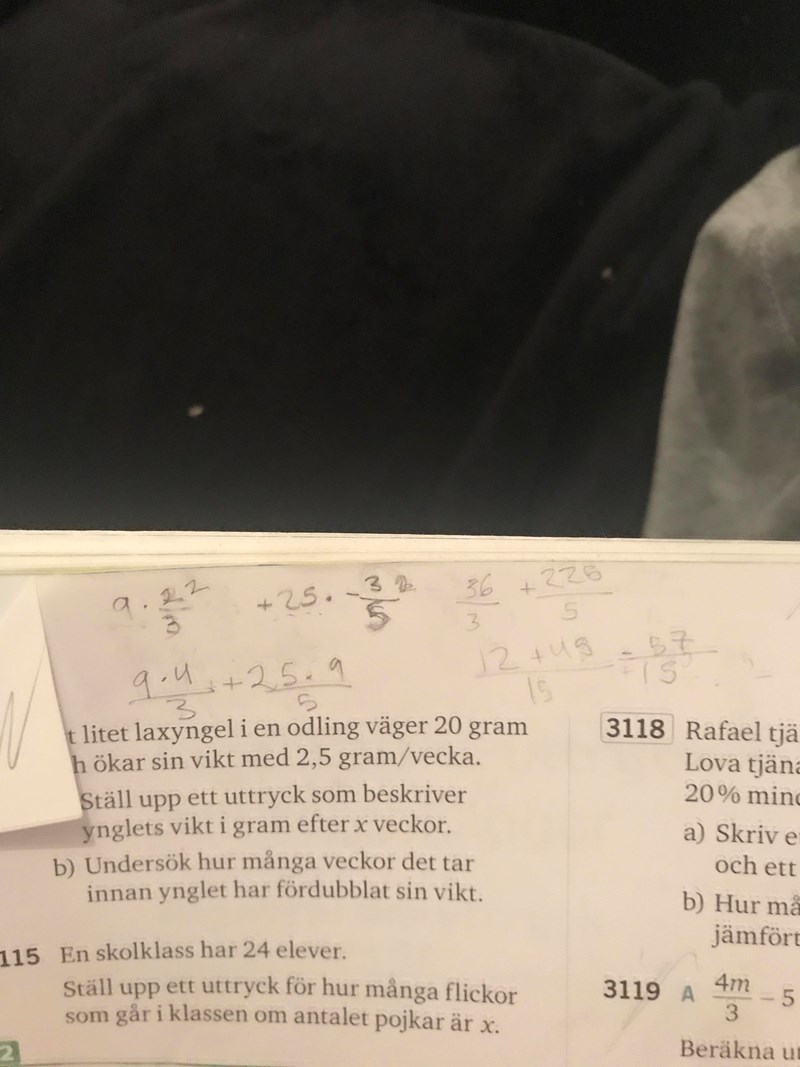 9 · 2²/3 + 25 · -3²/5
36/3 + 225/5
9·4/3 + 25·9/5
12 + 45/15 = 57/15
t litet laxyngel i en odling väger 20 gram
h ökar sin vikt med 2,5 gram/vecka.
Ställ upp ett uttryck som beskriver
ynglets vikt i gram efter x veckor.
b) Undersök hur många veckor det tar
innan ynglet har fördubblat sin vikt.
115 En skolklass har 24 elever.
Ställ upp ett uttryck för hur många flickor
som går i klassen om antalet pojkar är x.
2
3118 Rafael tjä
Lova tjäna
20% mind
a) Skriv e
och ett
b) Hur må
jämfört
3119 A 4m/3 – 5
Beräkna u